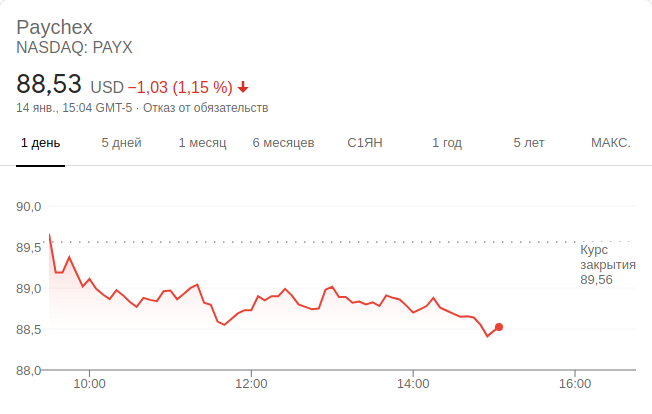 Paychex
NASDAQ: PAYX
88,53 USD −1,03 (1,15 %)
14 янв., 15:04 GMT-5 · Отказ от обязательств
1 день 5 дней 1 месяц 6 месяцев С1ЯН 1 год 5 лет МАКС.
90,0
89,5
Курс
закрытия
89,56
89,0
88,5
88,0
10:00 12:00 14:00 16:00